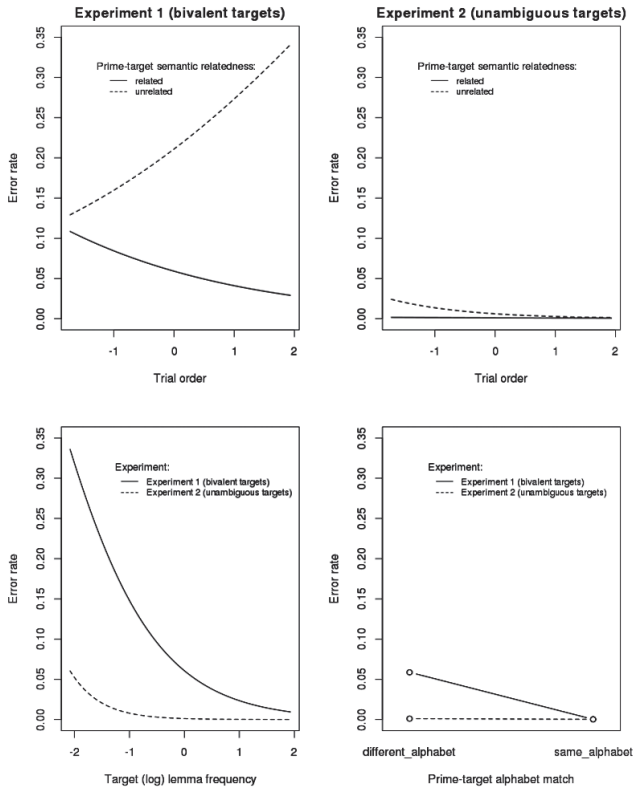 Experiment 1 (bivalent targets)
Error rate
0.00 0.05 0.10 0.15 0.20 0.25 0.30 0.35
Prime-target semantic relatedness:
related
unrelated
-1 0 1 2
Trial order
Experiment 2 (unambiguous targets)
Error rate
0.00 0.05 0.10 0.15 0.20 0.25 0.30 0.35
Prime-target semantic relatedness:
related
unrelated
-1 0 1 2
Trial order
Error rate
0.00 0.05 0.10 0.15 0.20 0.25 0.30 0.35
Experiment:
Experiment 1 (bivalent targets)
Experiment 2 (unambiguous targets)
-2 -1 0 1 2
Target (log) lemma frequency
Error rate
0.00 0.05 0.10 0.15 0.20 0.25 0.30 0.35
Experiment:
Experiment 1 (bivalent targets)
Experiment 2 (unambiguous targets)
different_alphabet same_alphabet
Prime-target alphabet match